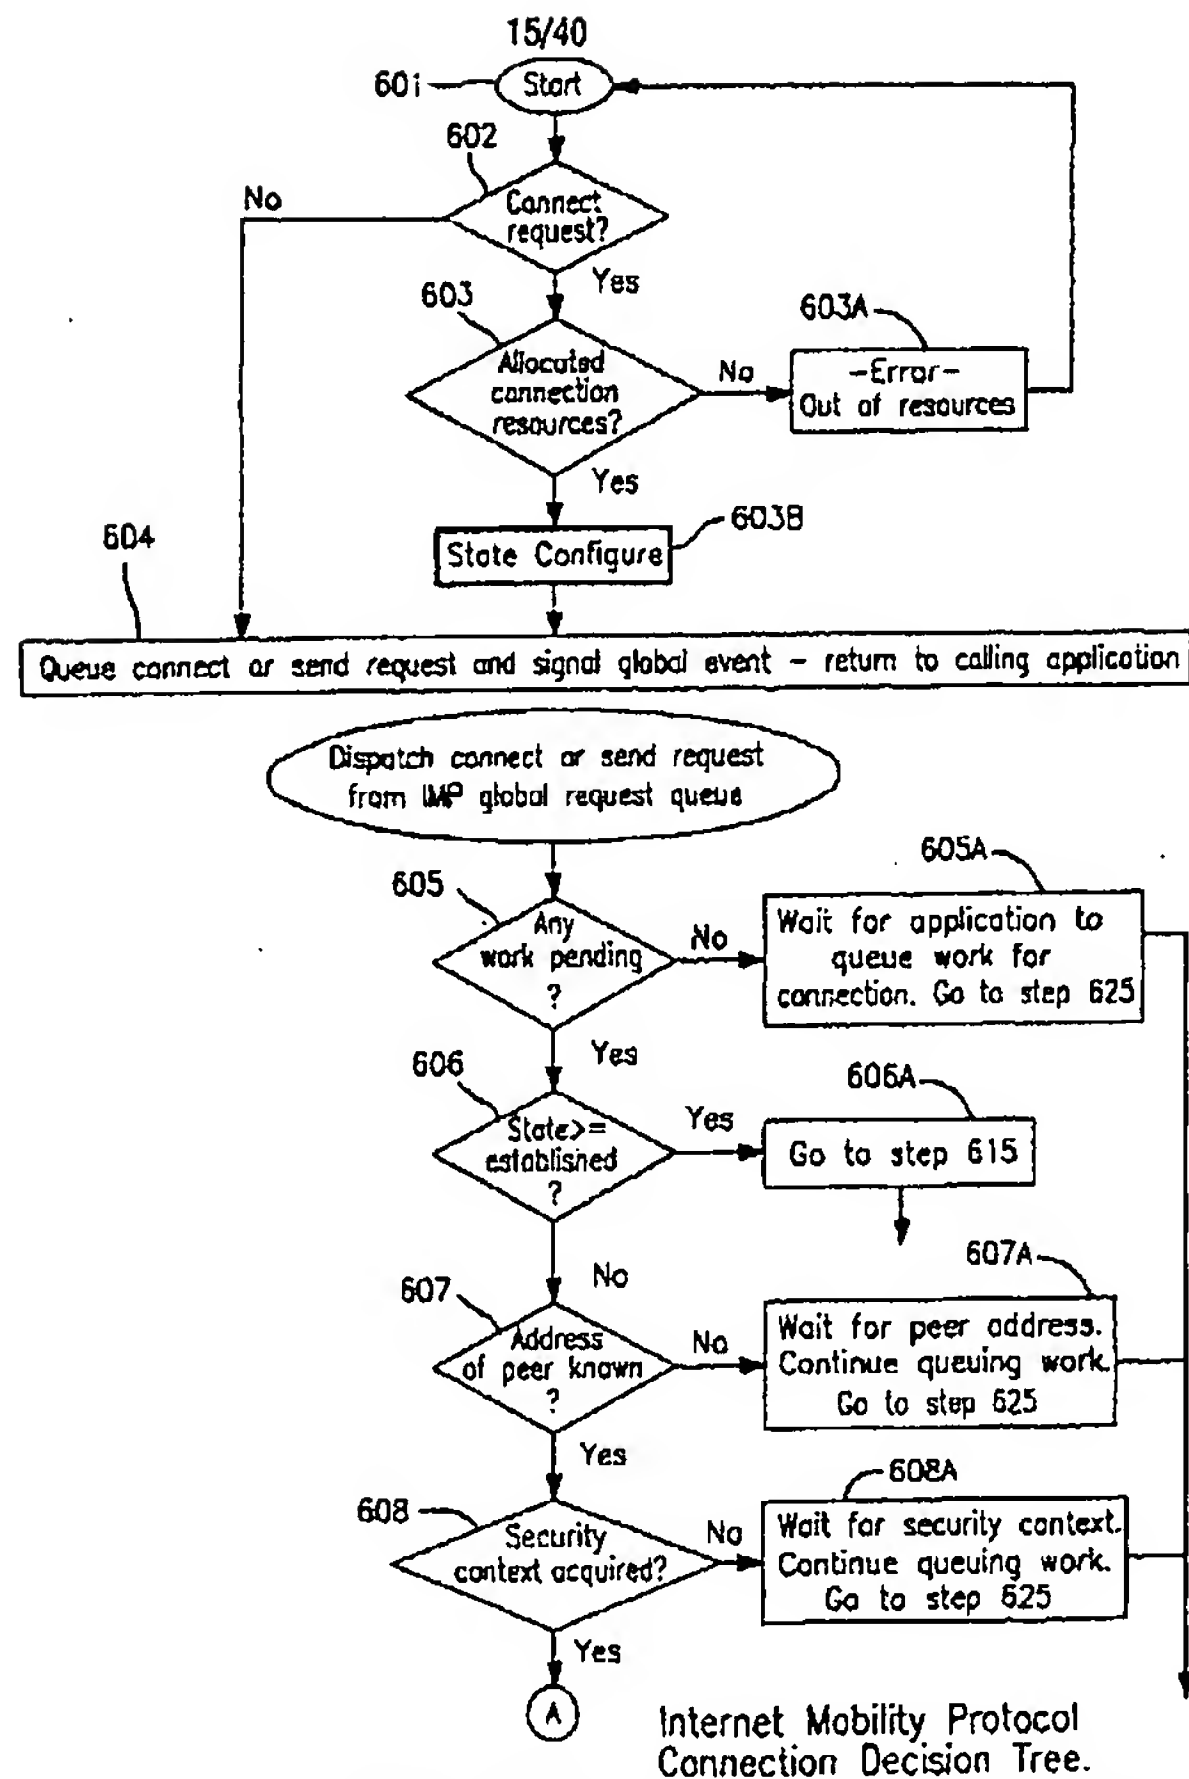 15/40
601
Start
602
No
Connect
request?
Yes
603
603A
Allocated
connection
resources?
No
-Error-
Out of resources
Yes
603B
State Configure
604
Queue connect or send request and signal global event - return to calling application
Dispatch connect or send request
from IMP global request queue
605
605A
Any
work pending
?
No
Wait for application to
queue work for
connection. Go to step 625
Yes
606
606A
State>=
established
?
Yes
Go to step 615
No
607
607A
Address
of peer known
?
No
Wait for peer address.
Continue queuing work.
Go to step 625
Yes
608
608A
Security
context acquired?
No
Wait for security context.
Continue queuing work.
Go to step 625
Yes
A
Internet Mobility Protocol
Connection Decision Tree.